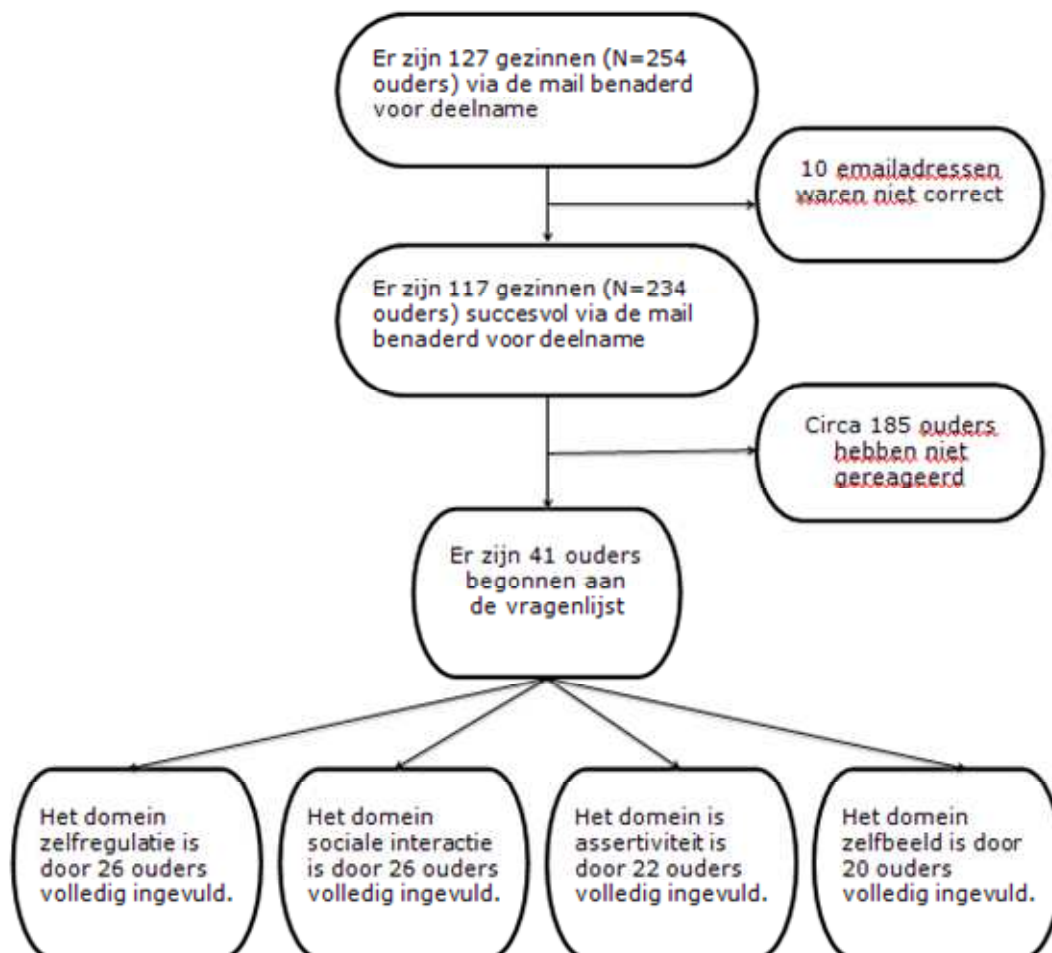 Er zijn 127 gezinnen (N=254
ouders) via de mail benaderd
voor deelname
10 emailadressen
waren niet correct
Er zijn 117 gezinnen (N=234
ouders) succesvol via de mail
benaderd voor deelname
Circa 185 ouders
hebben niet
gereageerd
Er zijn 41 ouders
begonnen aan
de vragenlijst
Het domein
zelfregulatie is
door 26 ouders
volledig ingevuld.
Het domein
sociale interactie
is door 26 ouders
volledig ingevuld.
Het domein is
assertiviteit is
door 22 ouders
volledig ingevuld.
Het domein
zelfbeeld is door
20 ouders
volledig ingevuld.